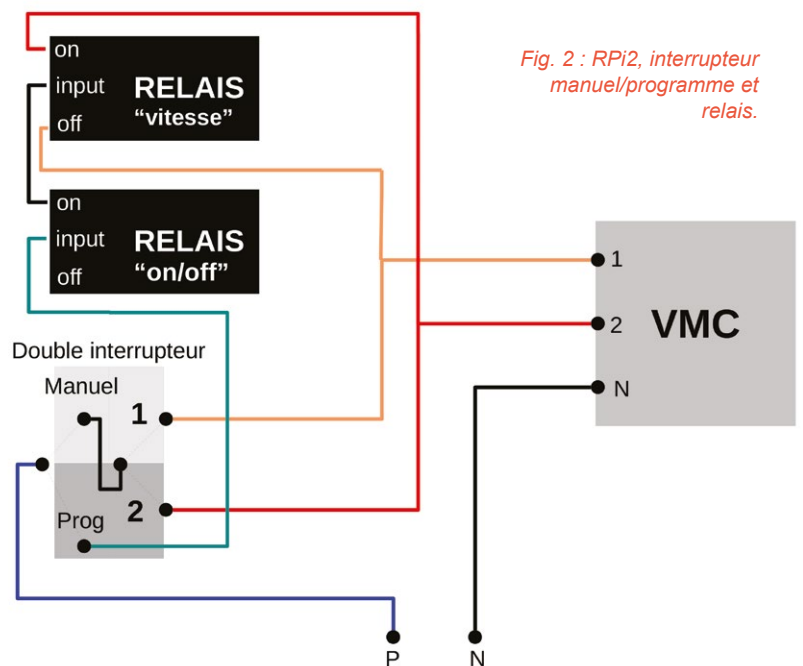 Fig. 2 : RPi2, interrupteur
manuel/programme et
relais.
on
input
off
RELAIS
“vitesse”
on
input
off
RELAIS
“on/off”
1
2
N
VMC
Double interrupteur
Manuel
1
2
Prog
P
N